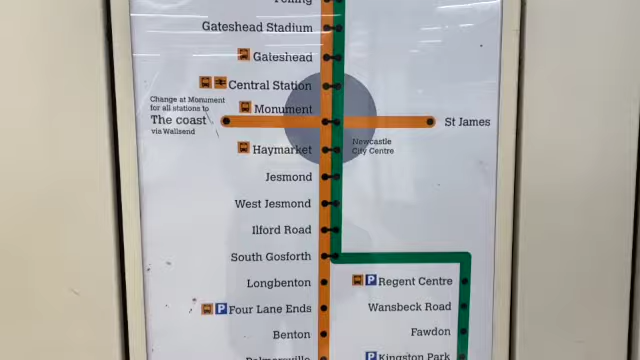 Felling
Gateshead Stadium
Gateshead
Central Station
Change at Monument
for all stations to
The coast
via Wallsend
Monument
St James
Haymarket
Newcastle
City Centre
Jesmond
West Jesmond
Ilford Road
South Gosforth
Longbenton
P Regent Centre
P Four Lane Ends
Wansbeck Road
Benton
Fawdon
Palmersville
P Kingston Park